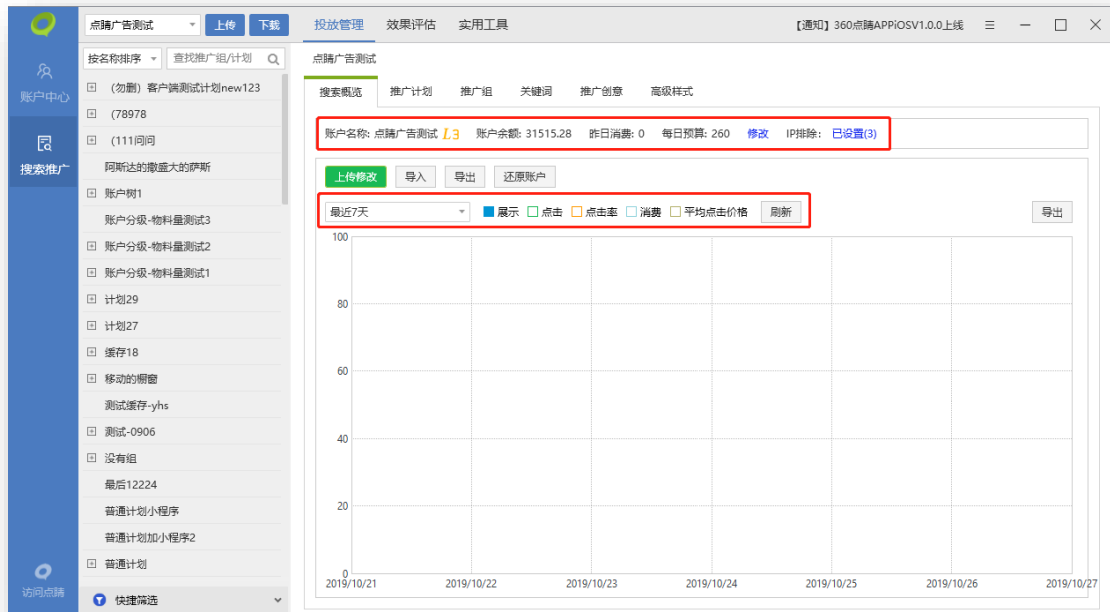 点睛广告测试 上传 下载 投放管理 效果评估 实用工具 【通知】360点睛APPiOSV1.0.0上线
账户中心
搜索推广
访问点睛
按名称排序 查找推广组/计划
(勿删) 客户端测试计划new123
(78978
(111问问
阿斯达的撒盛大的萨斯
账户树1
账户分级-物料量测试3
账户分级-物料量测试2
账户分级-物料量测试1
计划29
计划27
缓存18
移动的橱窗
测试缓存-yhs
测试-0906
没有组
最后12224
普通计划小程序
普通计划加小程序2
普通计划
快捷筛选
点睛广告测试
搜索概览 推广计划 推广组 关键词 推广创意 高级样式
账户名称: 点睛广告测试 L3 账户余额: 31515.28 昨日消费: 0 每日预算: 260 修改 IP排除: 已设置(3)
上传修改 导入 导出 还原账户
最近7天 展示 点击 点击率 消费 平均点击价格 刷新 导出
100
80
60
40
20
0
2019/10/21 2019/10/22 2019/10/23 2019/10/24 2019/10/25 2019/10/26 2019/10/27